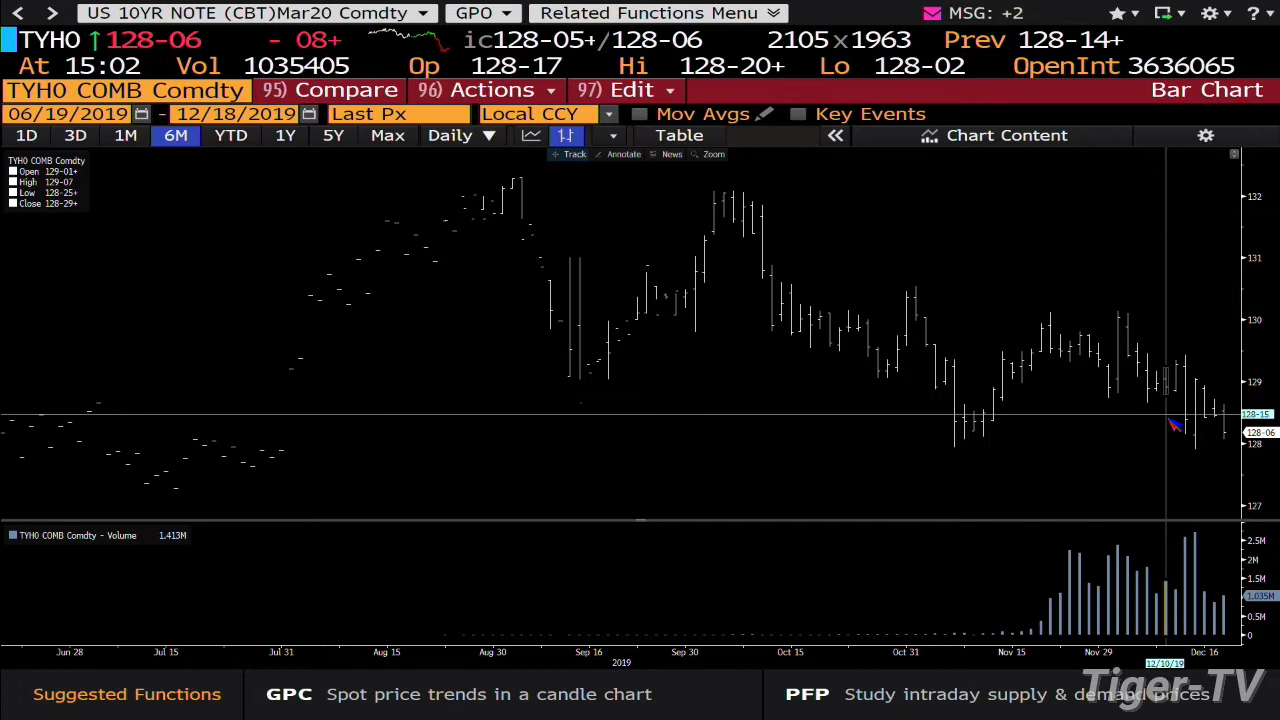 US 10YR NOTE (CBT)Mar20 Comdty GPO Related Functions Menu MSG: +2 ?
TYH0 ↑128-06 - 08+ ic128-05+/128-06 2105x1963 Prev 128-14+
At 15:02 Vol 1035405 Op 128-17 Hi 128-20+ Lo 128-02 OpenInt 3636065
TYH0 COMB Comdty 95) Compare 96) Actions 97) Edit Bar Chart
06/19/2019 - 12/18/2019 Last Px Local CCY Mov Avgs Key Events
1D 3D 1M 6M YTD 1Y 5Y Max Daily ▼ Table « Chart Content
Track Annotate News Zoom
TYH0 COMB Comdty
Open 129-01+
High 129-07
Low 128-25+
Close 128-29+
132
131
130
129
128-15
128-06
128
127
TYH0 COMB Comdty - Volume 1.413M
2.5M
2M
1.5M
1.035M
0.5M
0
Jun 28 Jul 15 Jul 31 Aug 15 Aug 30 Sep 16 Sep 30 Oct 15 Oct 31 Nov 15 Nov 29 Dec 16
2019 12/10/19
Suggested Functions GPC Spot price trends in a candle chart PFP Study intraday supply & demand prices
Tiger-TV